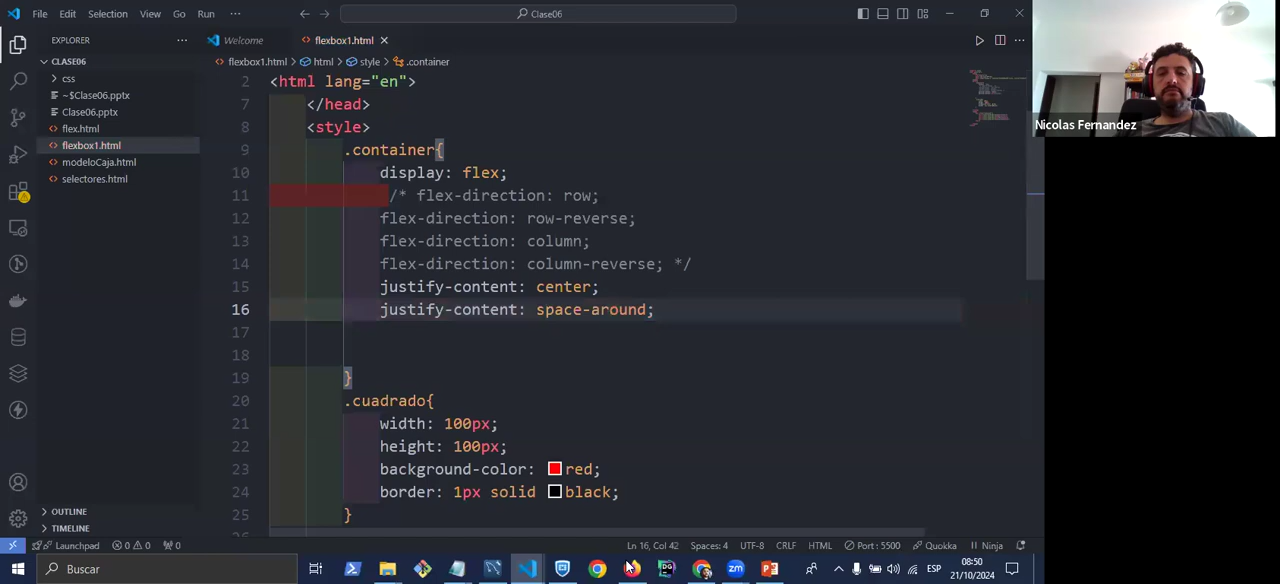 File Edit Selection View Go Run ···
Clase06
EXPLORER
Welcome
flexbox1.html
CLASE06
flexbox1.html > html > style > .container
css
~$Clase06.pptx
Clase06.pptx
flex.html
flexbox1.html
modeloCaja.html
selectores.html
2 <html lang="en">
7 </head>
8 <style>
9 .container{
10 display: flex;
11 /* flex-direction: row;
12 flex-direction: row-reverse;
13 flex-direction: column;
14 flex-direction: column-reverse; */
15 justify-content: center;
16 justify-content: space-around;
17
18
19 }
20 .cuadrado{
21 width: 100px;
22 height: 100px;
23 background-color: red;
24 border: 1px solid black;
25 }
OUTLINE
TIMELINE
Launchpad 0 0 0
Ln 16, Col 42 Spaces: 4 UTF-8 CRLF HTML Port : 5500 Quokka Ninja
Buscar
DG
zm
ESP
08:50
21/10/2024
Nicolas Fernandez